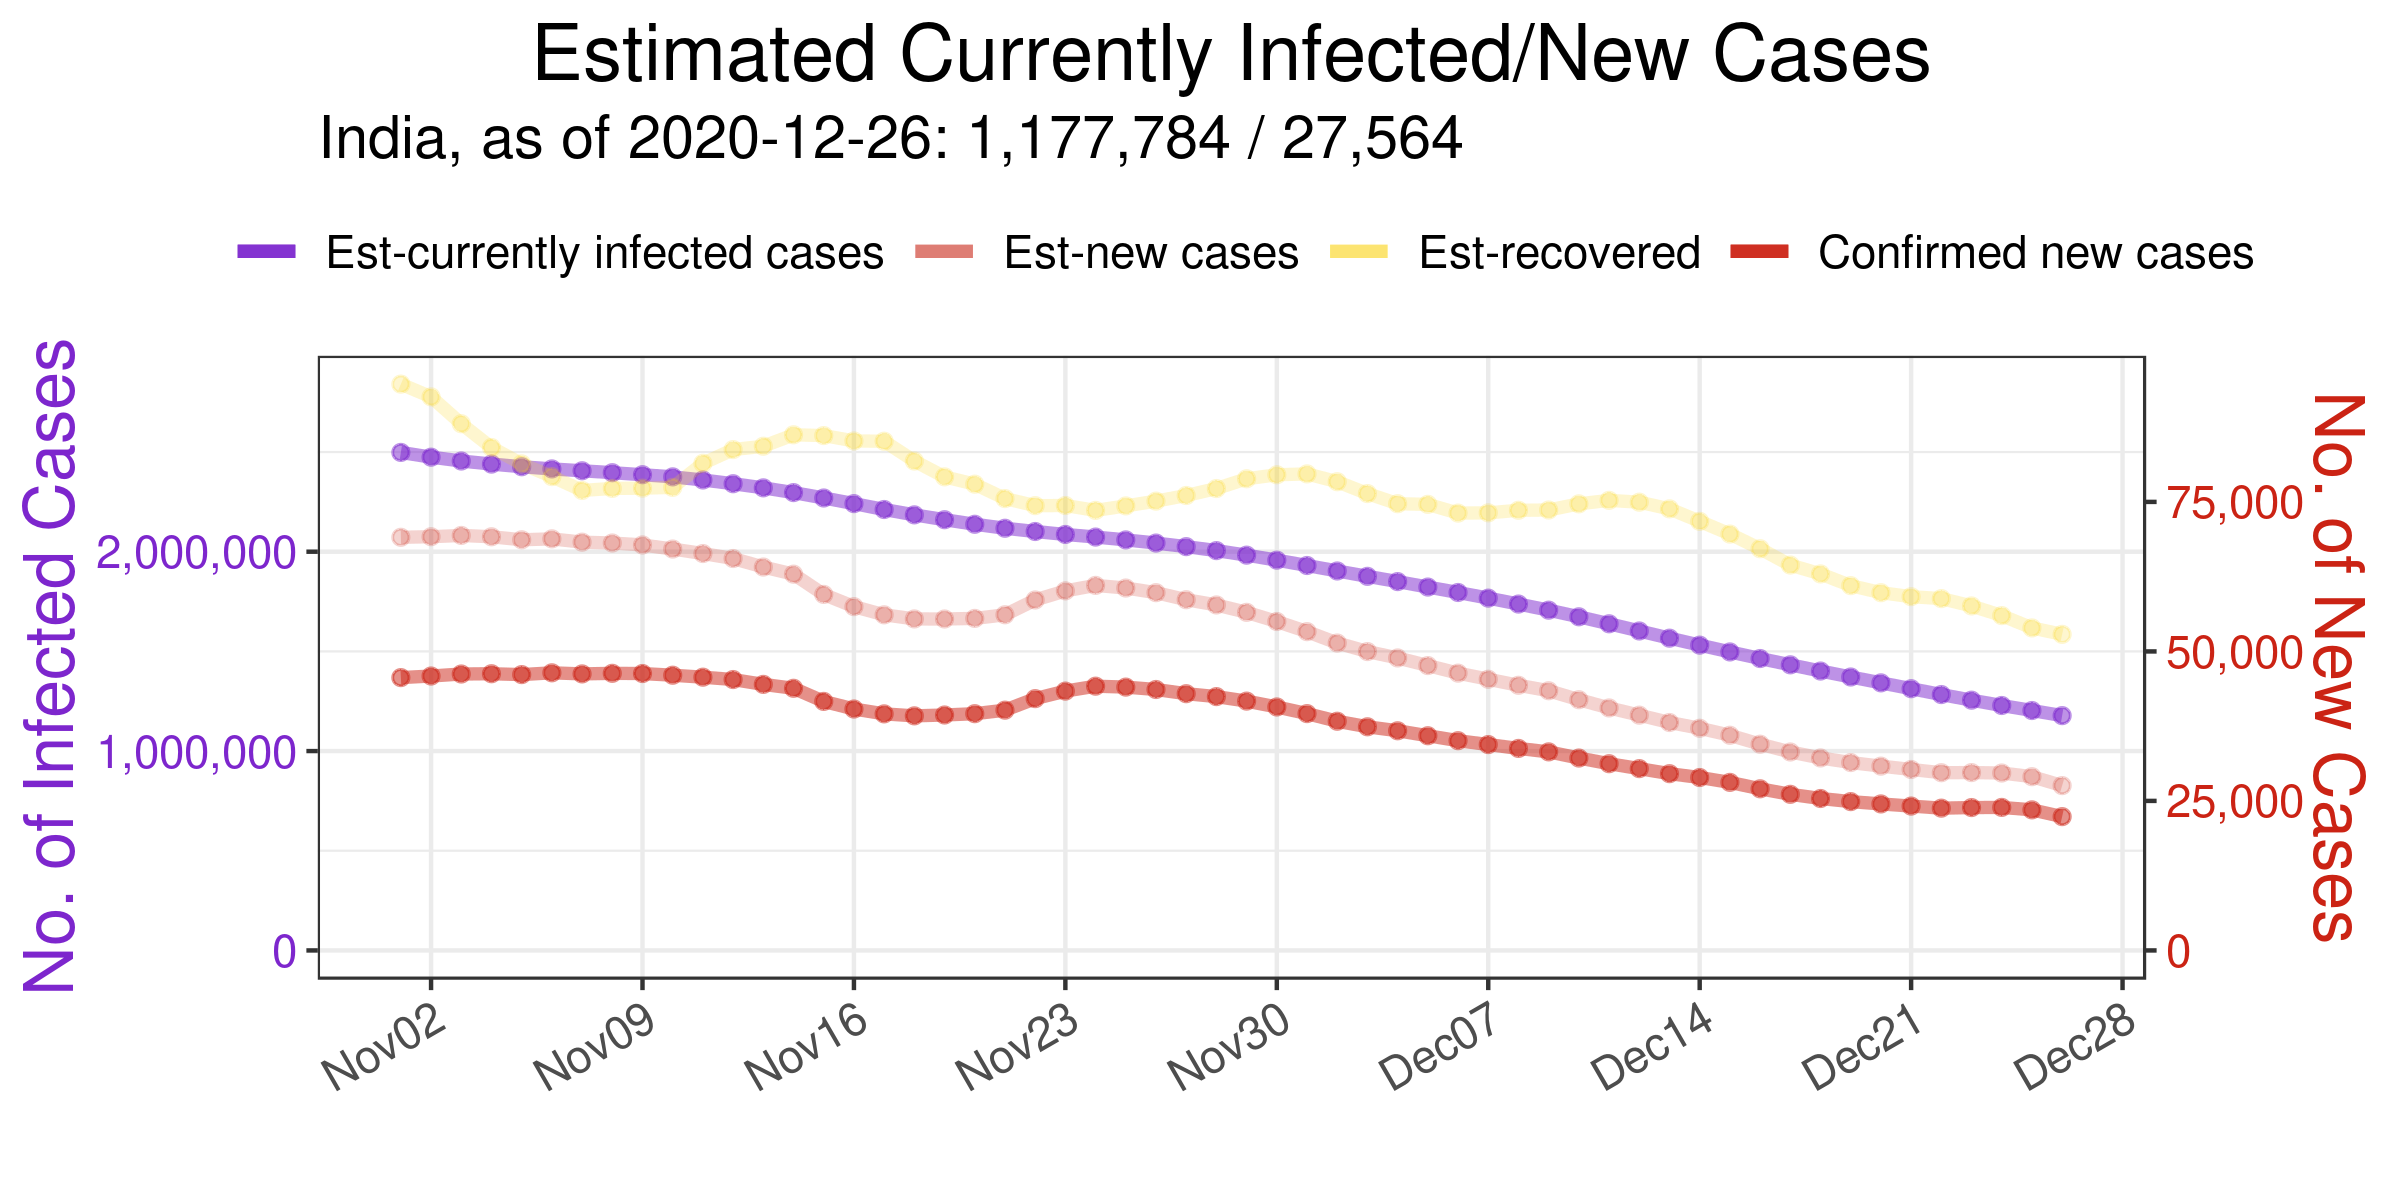 Estimated Currently Infected/New Cases
India, as of 2020-12-26: 1,177,784 / 27,564
Est-currently infected cases Est-new cases Est-recovered Confirmed new cases
No. of Infected Cases
2,000,000
1,000,000
0
75,000
50,000
25,000
0
No. of New Cases
Nov02 Nov09 Nov16 Nov23 Nov30 Dec07 Dec14 Dec21 Dec28